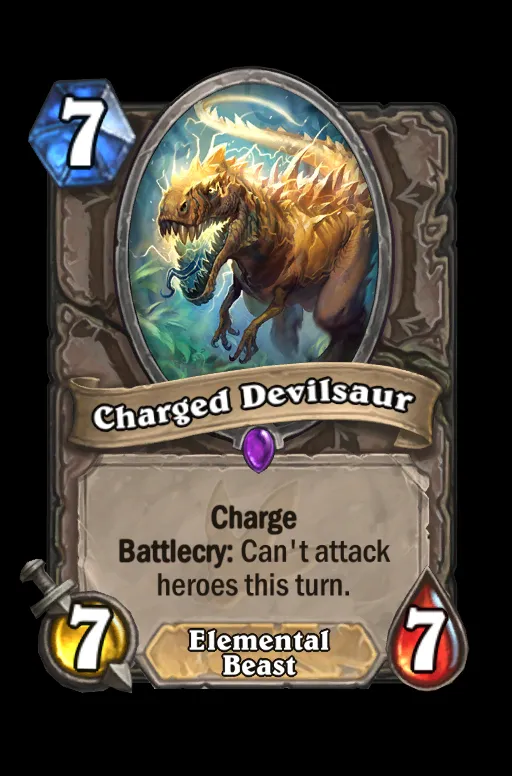 7
Charged Devilsaur
Charge
Battlecry: Can't attack
heroes this turn.
7
Elemental
Beast
7